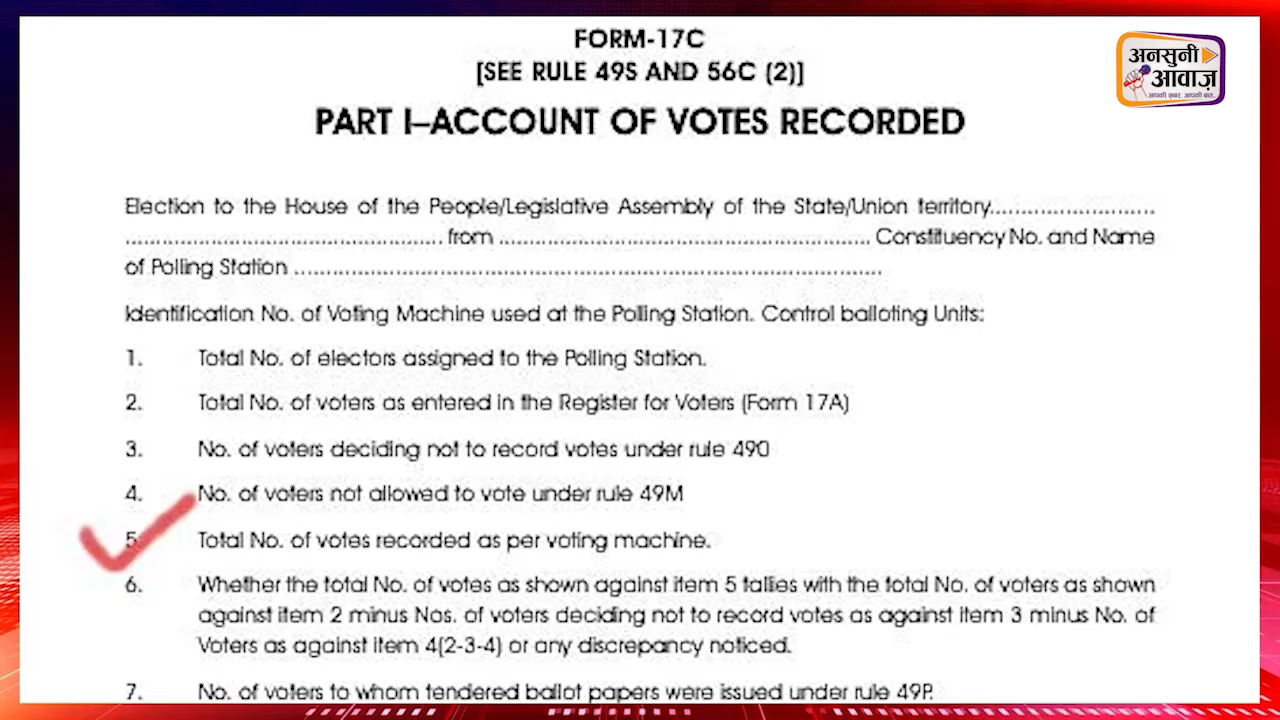 FORM-17C
[SEE RULE 49S AND 56C (2)]
PART I–ACCOUNT OF VOTES RECORDED
अनसुनी
आवाज़
आपकी ख़बर, आपकी बात..
Election to the House of the People/Legislative Assembly of the State/Union territory..........................
................................................... from ............................................................ Constituency No. and Name
of Polling Station ...............................................................................................
Identification No. of Voting Machine used at the Polling Station. Control balloting Units:
1. Total No. of electors assigned to the Polling Station.
2. Total No. of voters as entered in the Register for Voters (Form 17A)
3. No. of voters deciding not to record votes under rule 49O
4. No. of voters not allowed to vote under rule 49M
5. Total No. of votes recorded as per voting machine.
6. Whether the total No. of votes as shown against item 5 tallies with the total No. of voters as shown
against item 2 minus Nos. of voters deciding not to record votes as against item 3 minus No. of
Voters as against item 4(2-3-4) or any discrepancy noticed.
7. No. of voters to whom tendered ballot papers were issued under rule 49P.